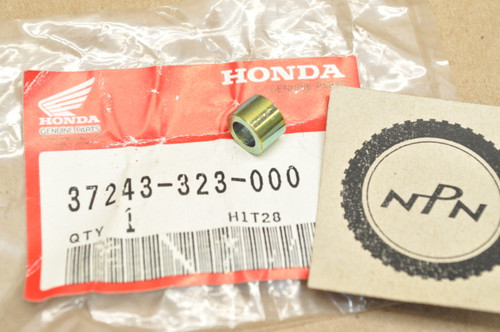 HONDA
GENUINE PARTS
HONDA
37243-323-000
QTY 1 H1T28
NPN